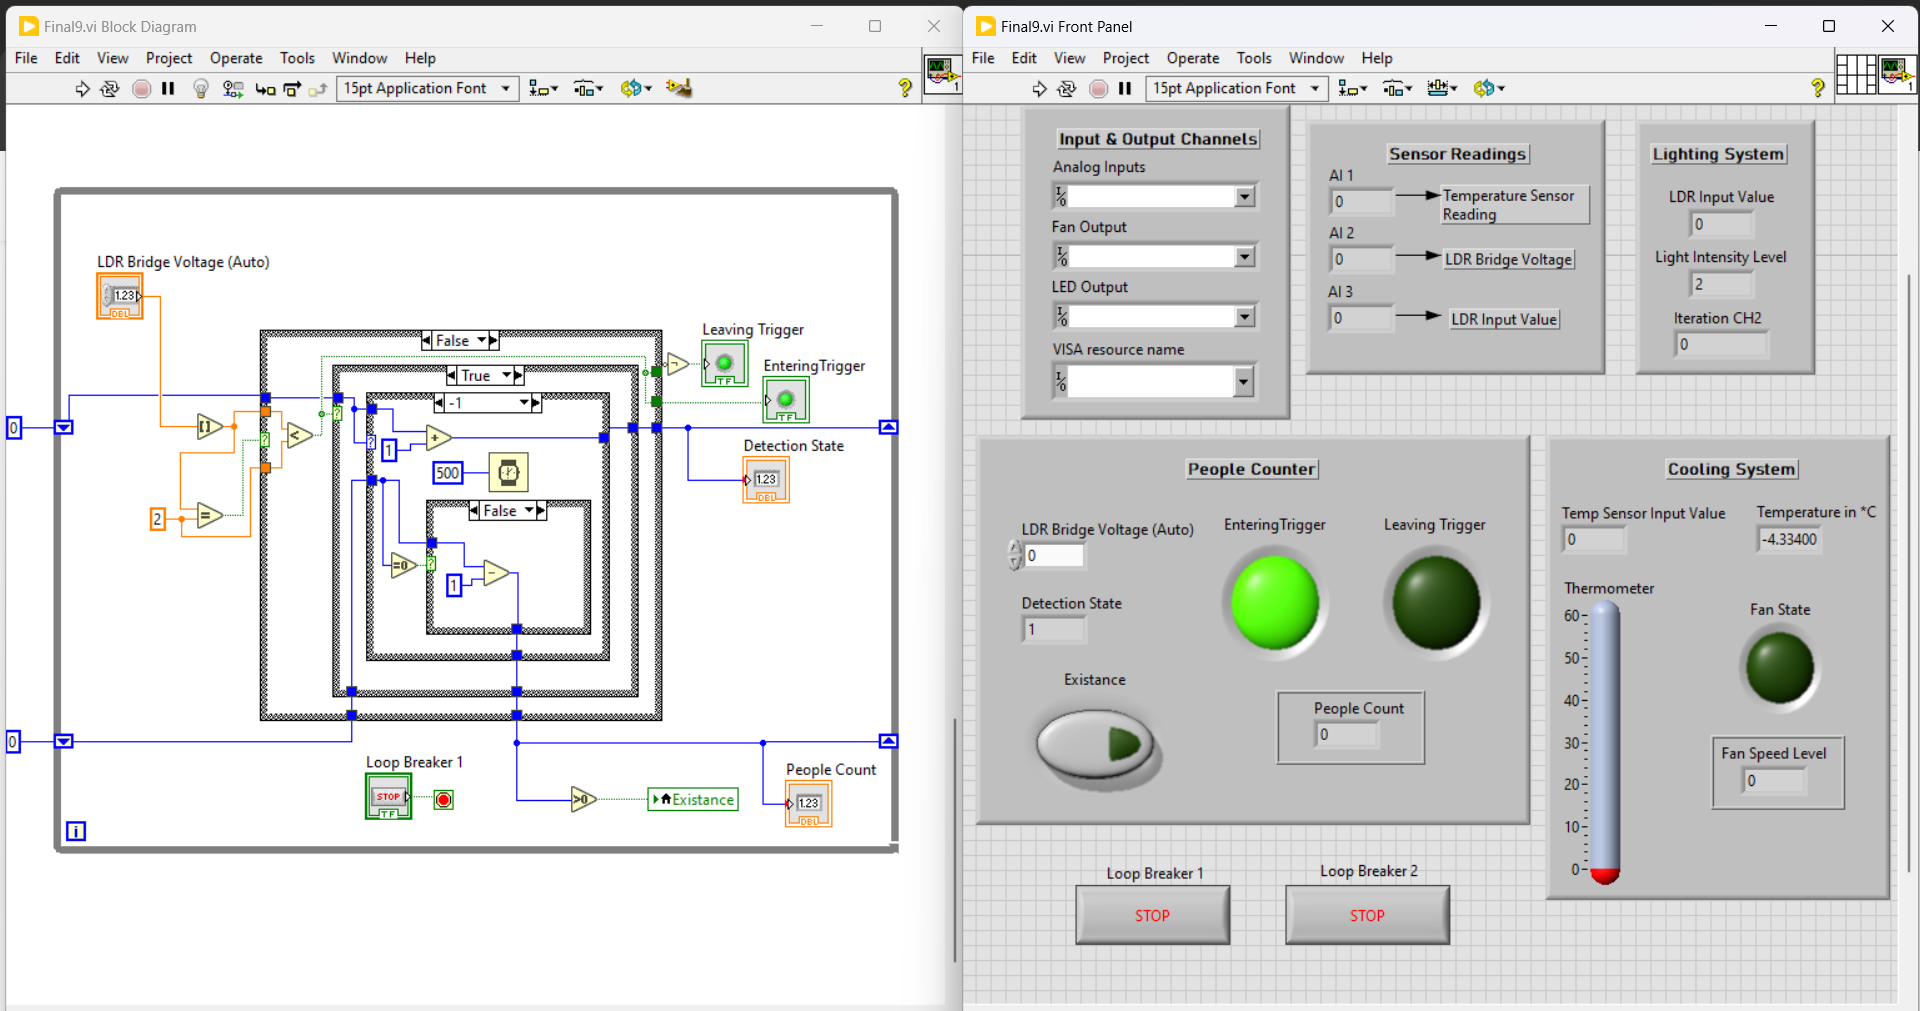 Final9.vi Block Diagram
File Edit View Project Operate Tools Window Help
15pt Application Font
1
LDR Bridge Voltage (Auto)
1.23
DBL
0
2
False
True
-1
1
500
False
=0
1
Leaving Trigger
TF
EnteringTrigger
TF
Detection State
1.23
DBL
0
Loop Breaker 1
STOP
TF
>0
Existance
People Count
1.23
DBL
i
Final9.vi Front Panel
File Edit View Project Operate Tools Window Help
15pt Application Font
1
Input & Output Channels
Analog Inputs
Fan Output
LED Output
VISA resource name
Sensor Readings
AI 1
0
Temperature Sensor
Reading
AI 2
0
LDR Bridge Voltage
AI 3
0
LDR Input Value
Lighting System
LDR Input Value
0
Light Intensity Level
2
Iteration CH2
0
People Counter
LDR Bridge Voltage (Auto)
0
EnteringTrigger
Leaving Trigger
Detection State
1
Existance
People Count
0
Cooling System
Temp Sensor Input Value
0
Temperature in *C
-4.33400
Thermometer
60
50
40
30
20
10
0
Fan State
Fan Speed Level
0
Loop Breaker 1
STOP
Loop Breaker 2
STOP